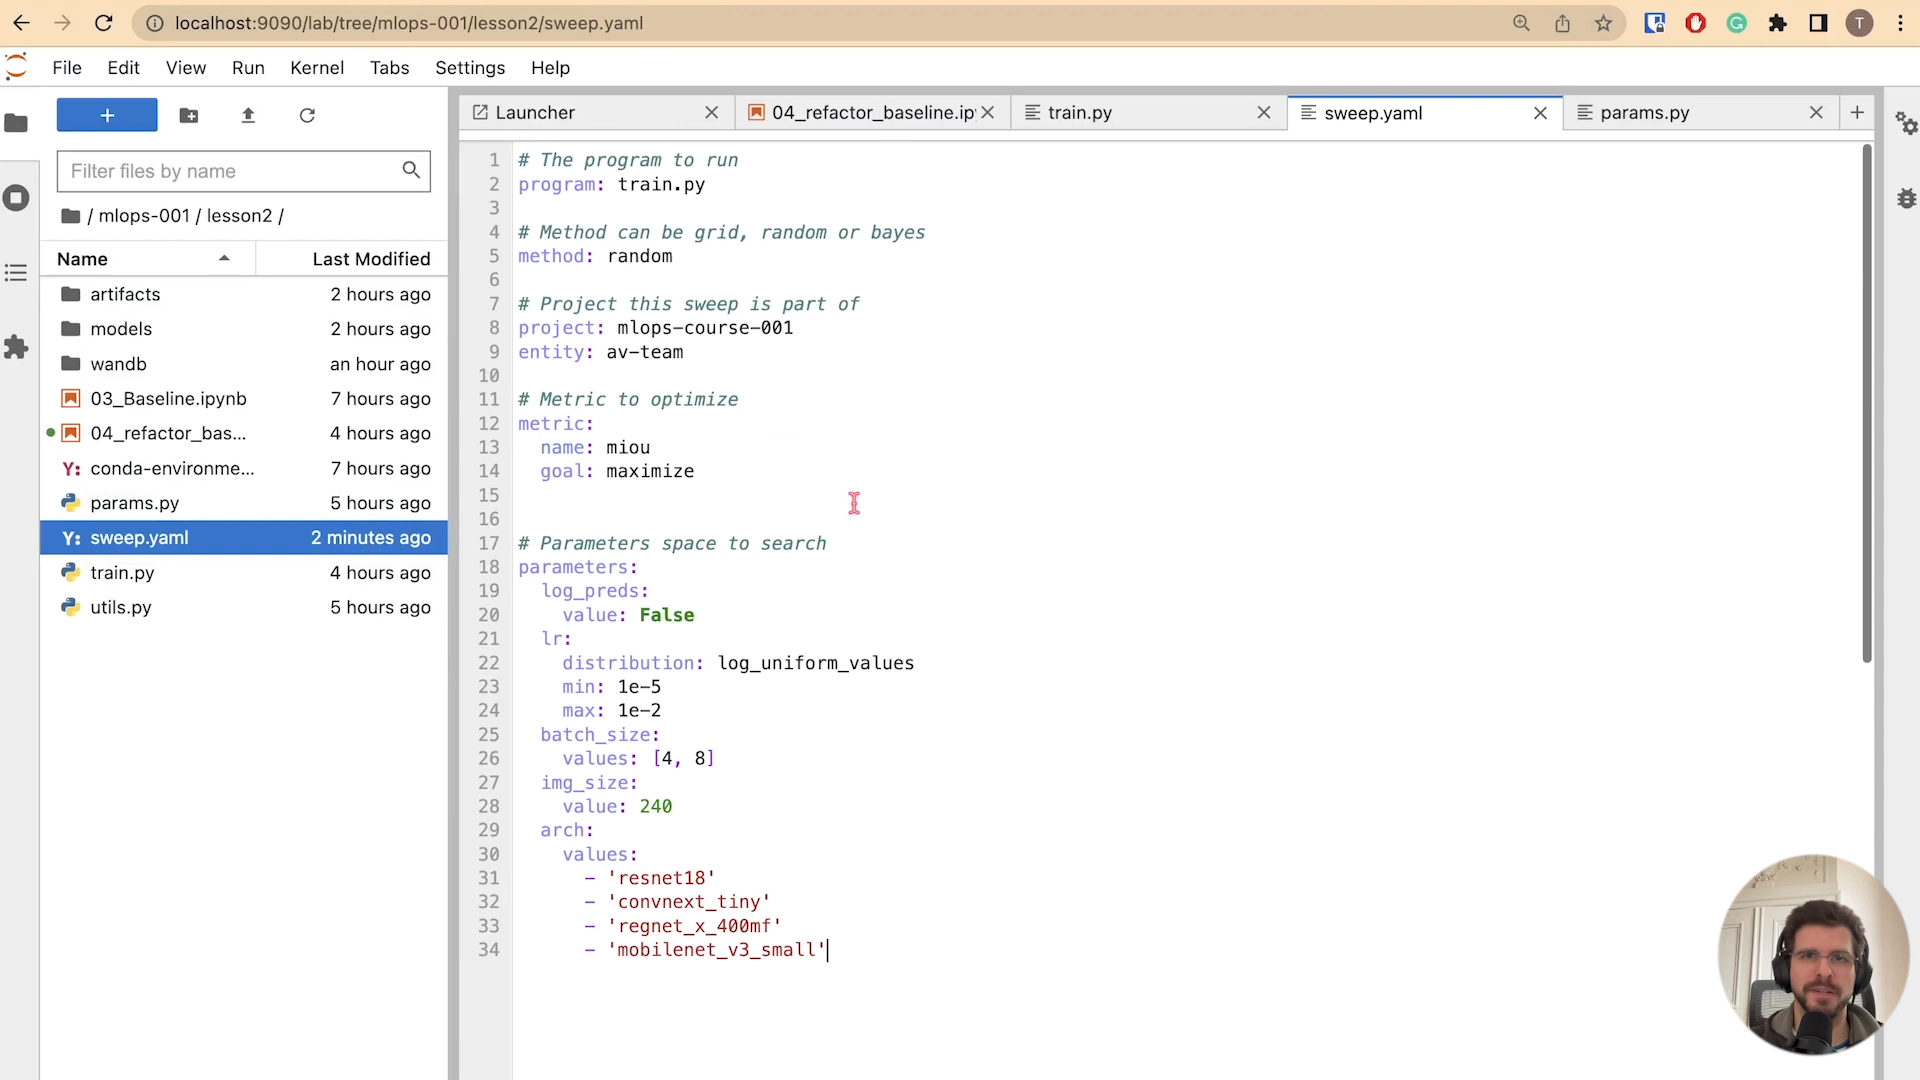 localhost:9090/lab/tree/mlops-001/lesson2/sweep.yaml
T
File Edit View Run Kernel Tabs Settings Help
+
Launcher
04_refactor_baseline.ip
train.py
sweep.yaml
params.py
Filter files by name
/ mlops-001 / lesson2 /
Name Last Modified
artifacts 2 hours ago
models 2 hours ago
wandb an hour ago
03_Baseline.ipynb 7 hours ago
04_refactor_bas... 4 hours ago
Y: conda-environme... 7 hours ago
params.py 5 hours ago
Y: sweep.yaml 2 minutes ago
train.py 4 hours ago
utils.py 5 hours ago
1 # The program to run
2 program: train.py
3
4 # Method can be grid, random or bayes
5 method: random
6
7 # Project this sweep is part of
8 project: mlops-course-001
9 entity: av-team
10
11 # Metric to optimize
12 metric:
13   name: miou
14   goal: maximize
15
16
17 # Parameters space to search
18 parameters:
19   log_preds:
20     value: False
21   lr:
22     distribution: log_uniform_values
23     min: 1e-5
24     max: 1e-2
25   batch_size:
26     values: [4, 8]
27   img_size:
28     value: 240
29   arch:
30     values:
31       - 'resnet18'
32       - 'convnext_tiny'
33       - 'regnet_x_400mf'
34       - 'mobilenet_v3_small'